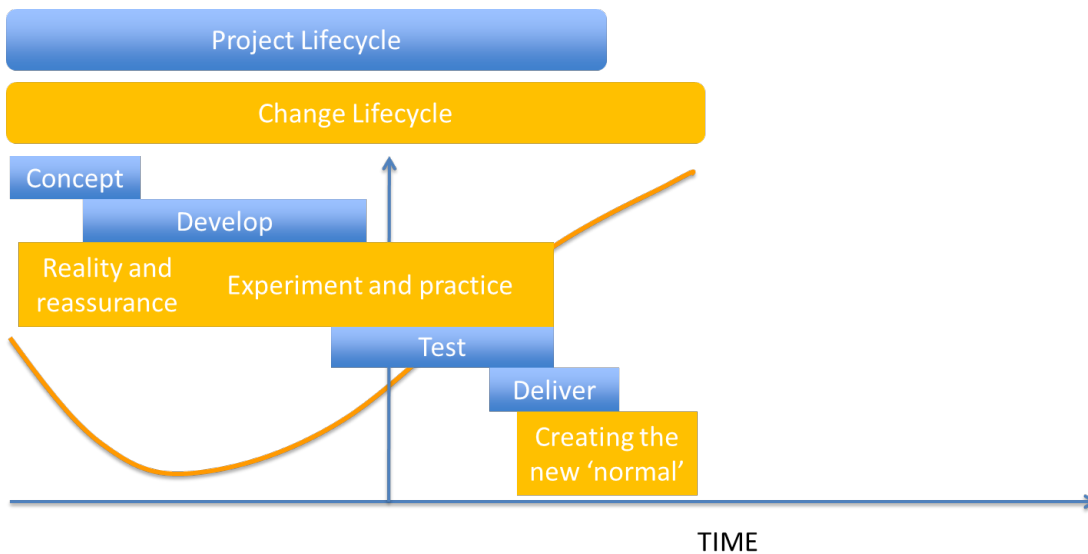 Project Lifecycle
Change Lifecycle
Concept
Develop
Reality and
reassurance
Experiment and practice
Test
Deliver
Creating the
new ‘normal’
TIME